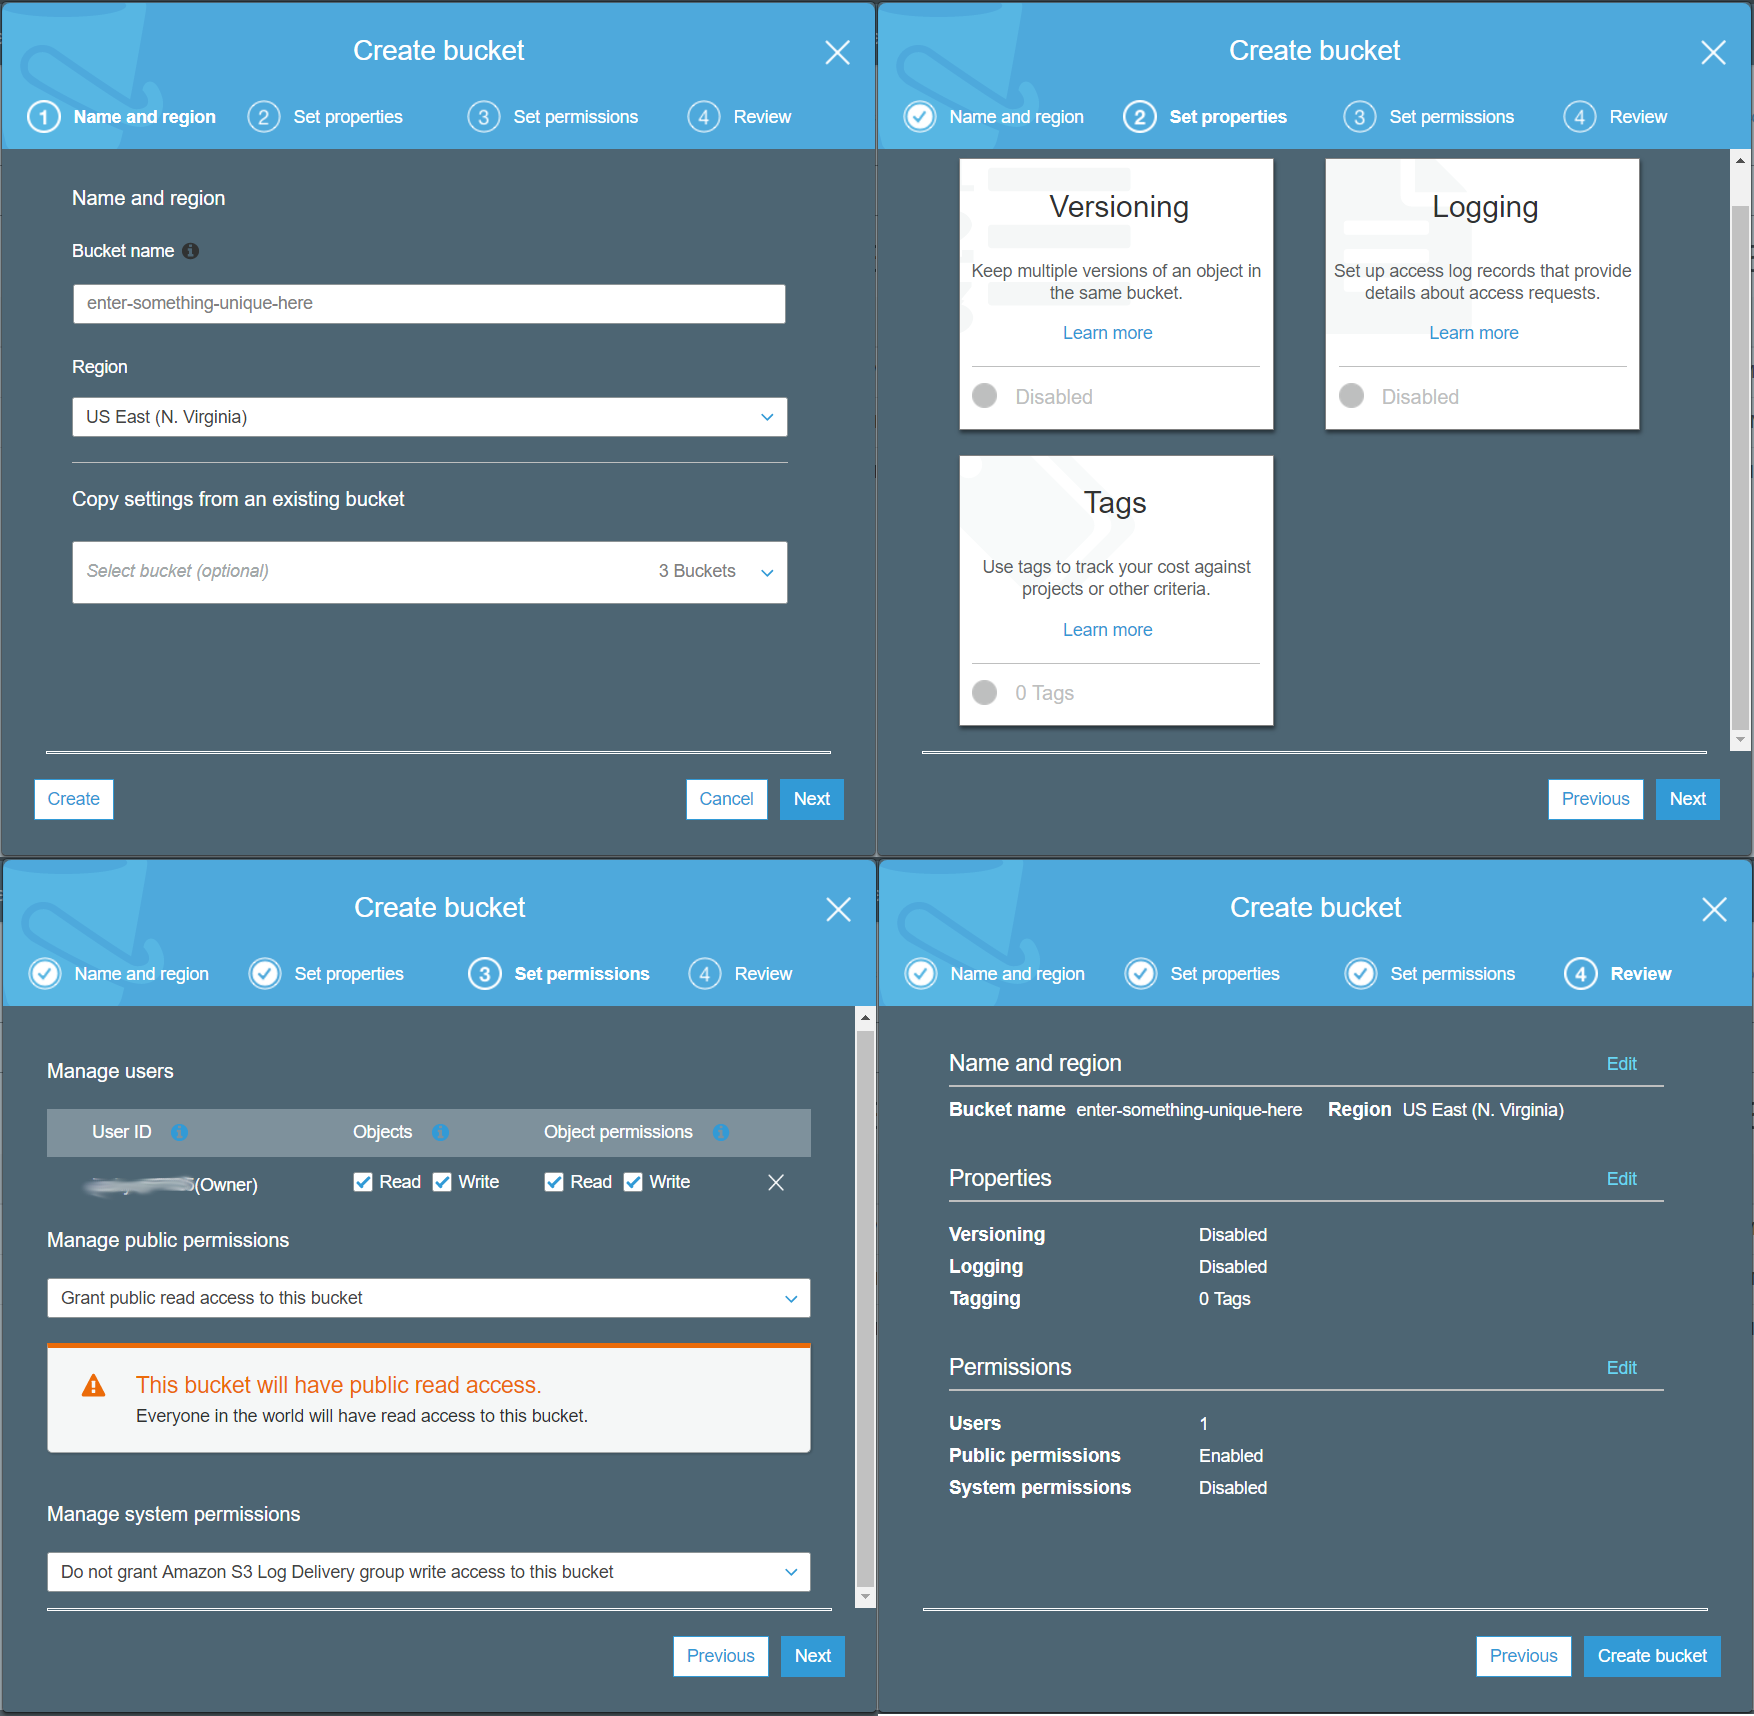 Create bucket
1 Name and region 2 Set properties 3 Set permissions 4 Review
Name and region
Bucket name
enter-something-unique-here
Region
US East (N. Virginia)
Copy settings from an existing bucket
Select bucket (optional) 3 Buckets
Create Cancel Next
Create bucket
Name and region 2 Set properties 3 Set permissions 4 Review
Versioning
Keep multiple versions of an object in
the same bucket.
Learn more
Disabled
Logging
Set up access log records that provide
details about access requests.
Learn more
Disabled
Tags
Use tags to track your cost against
projects or other criteria.
Learn more
0 Tags
Previous Next
Create bucket
Name and region Set properties 3 Set permissions 4 Review
Manage users
User ID Objects Object permissions
(Owner) Read Write Read Write
Manage public permissions
Grant public read access to this bucket
This bucket will have public read access.
Everyone in the world will have read access to this bucket.
Manage system permissions
Do not grant Amazon S3 Log Delivery group write access to this bucket
Previous Next
Create bucket
Name and region Set properties Set permissions 4 Review
Name and region Edit
Bucket name enter-something-unique-here Region US East (N. Virginia)
Properties Edit
Versioning Disabled
Logging Disabled
Tagging 0 Tags
Permissions Edit
Users 1
Public permissions Enabled
System permissions Disabled
Previous Create bucket